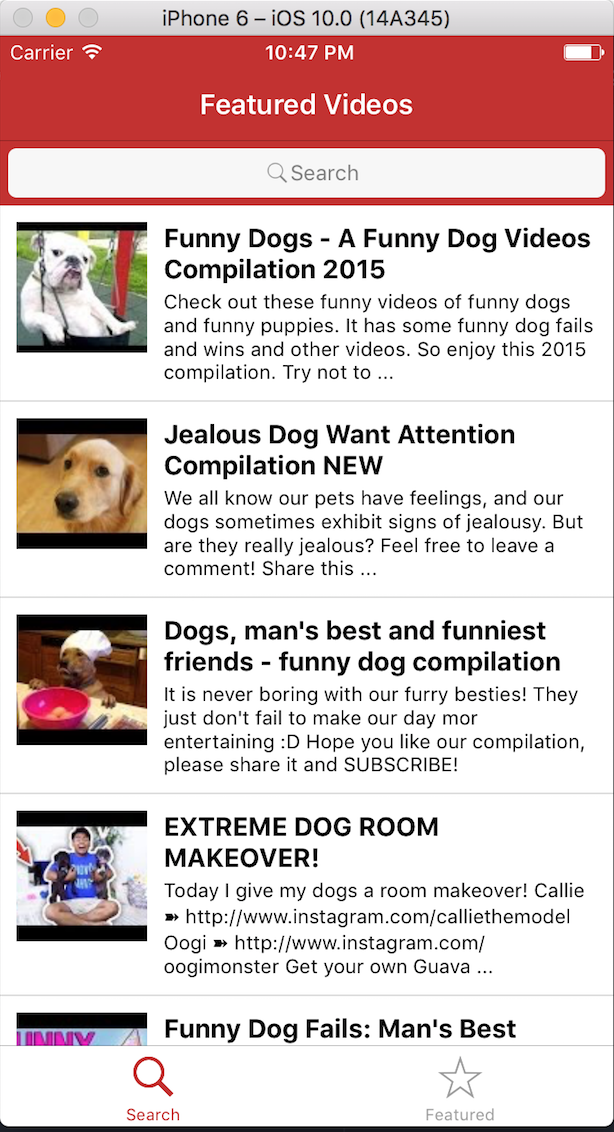 iPhone 6 – iOS 10.0 (14A345)
Carrier 10:47 PM
Featured Videos
Search
Funny Dogs - A Funny Dog Videos
Compilation 2015
Check out these funny videos of funny dogs
and funny puppies. It has some funny dog fails
and wins and other videos. So enjoy this 2015
compilation. Try not to ...
Jealous Dog Want Attention
Compilation NEW
We all know our pets have feelings, and our
dogs sometimes exhibit signs of jealousy. But
are they really jealous? Feel free to leave a
comment! Share this ...
Dogs, man's best and funniest
friends - funny dog compilation
It is never boring with our furry besties! They
just don't fail to make our day mor
entertaining :D Hope you like our compilation,
please share it and SUBSCRIBE!
EXTREME DOG ROOM
MAKEOVER!
Today I give my dogs a room makeover! Callie
➽ http://www.instagram.com/calliethemodel
Oogi ➽ http://www.instagram.com/
oogimonster Get your own Guava ...
Funny Dog Fails: Man's Best
Search
Featured